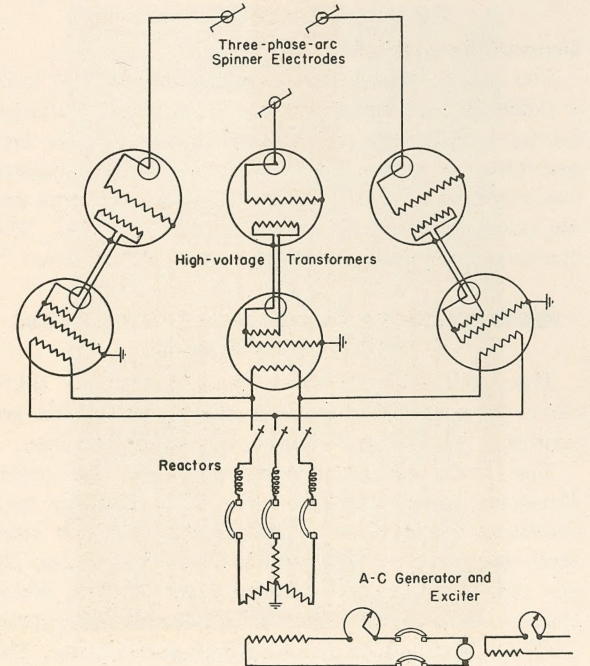 Three-phase-arc
Spinner Electrodes
High-voltage Transformers
Reactors
A-C Generator and
Exciter